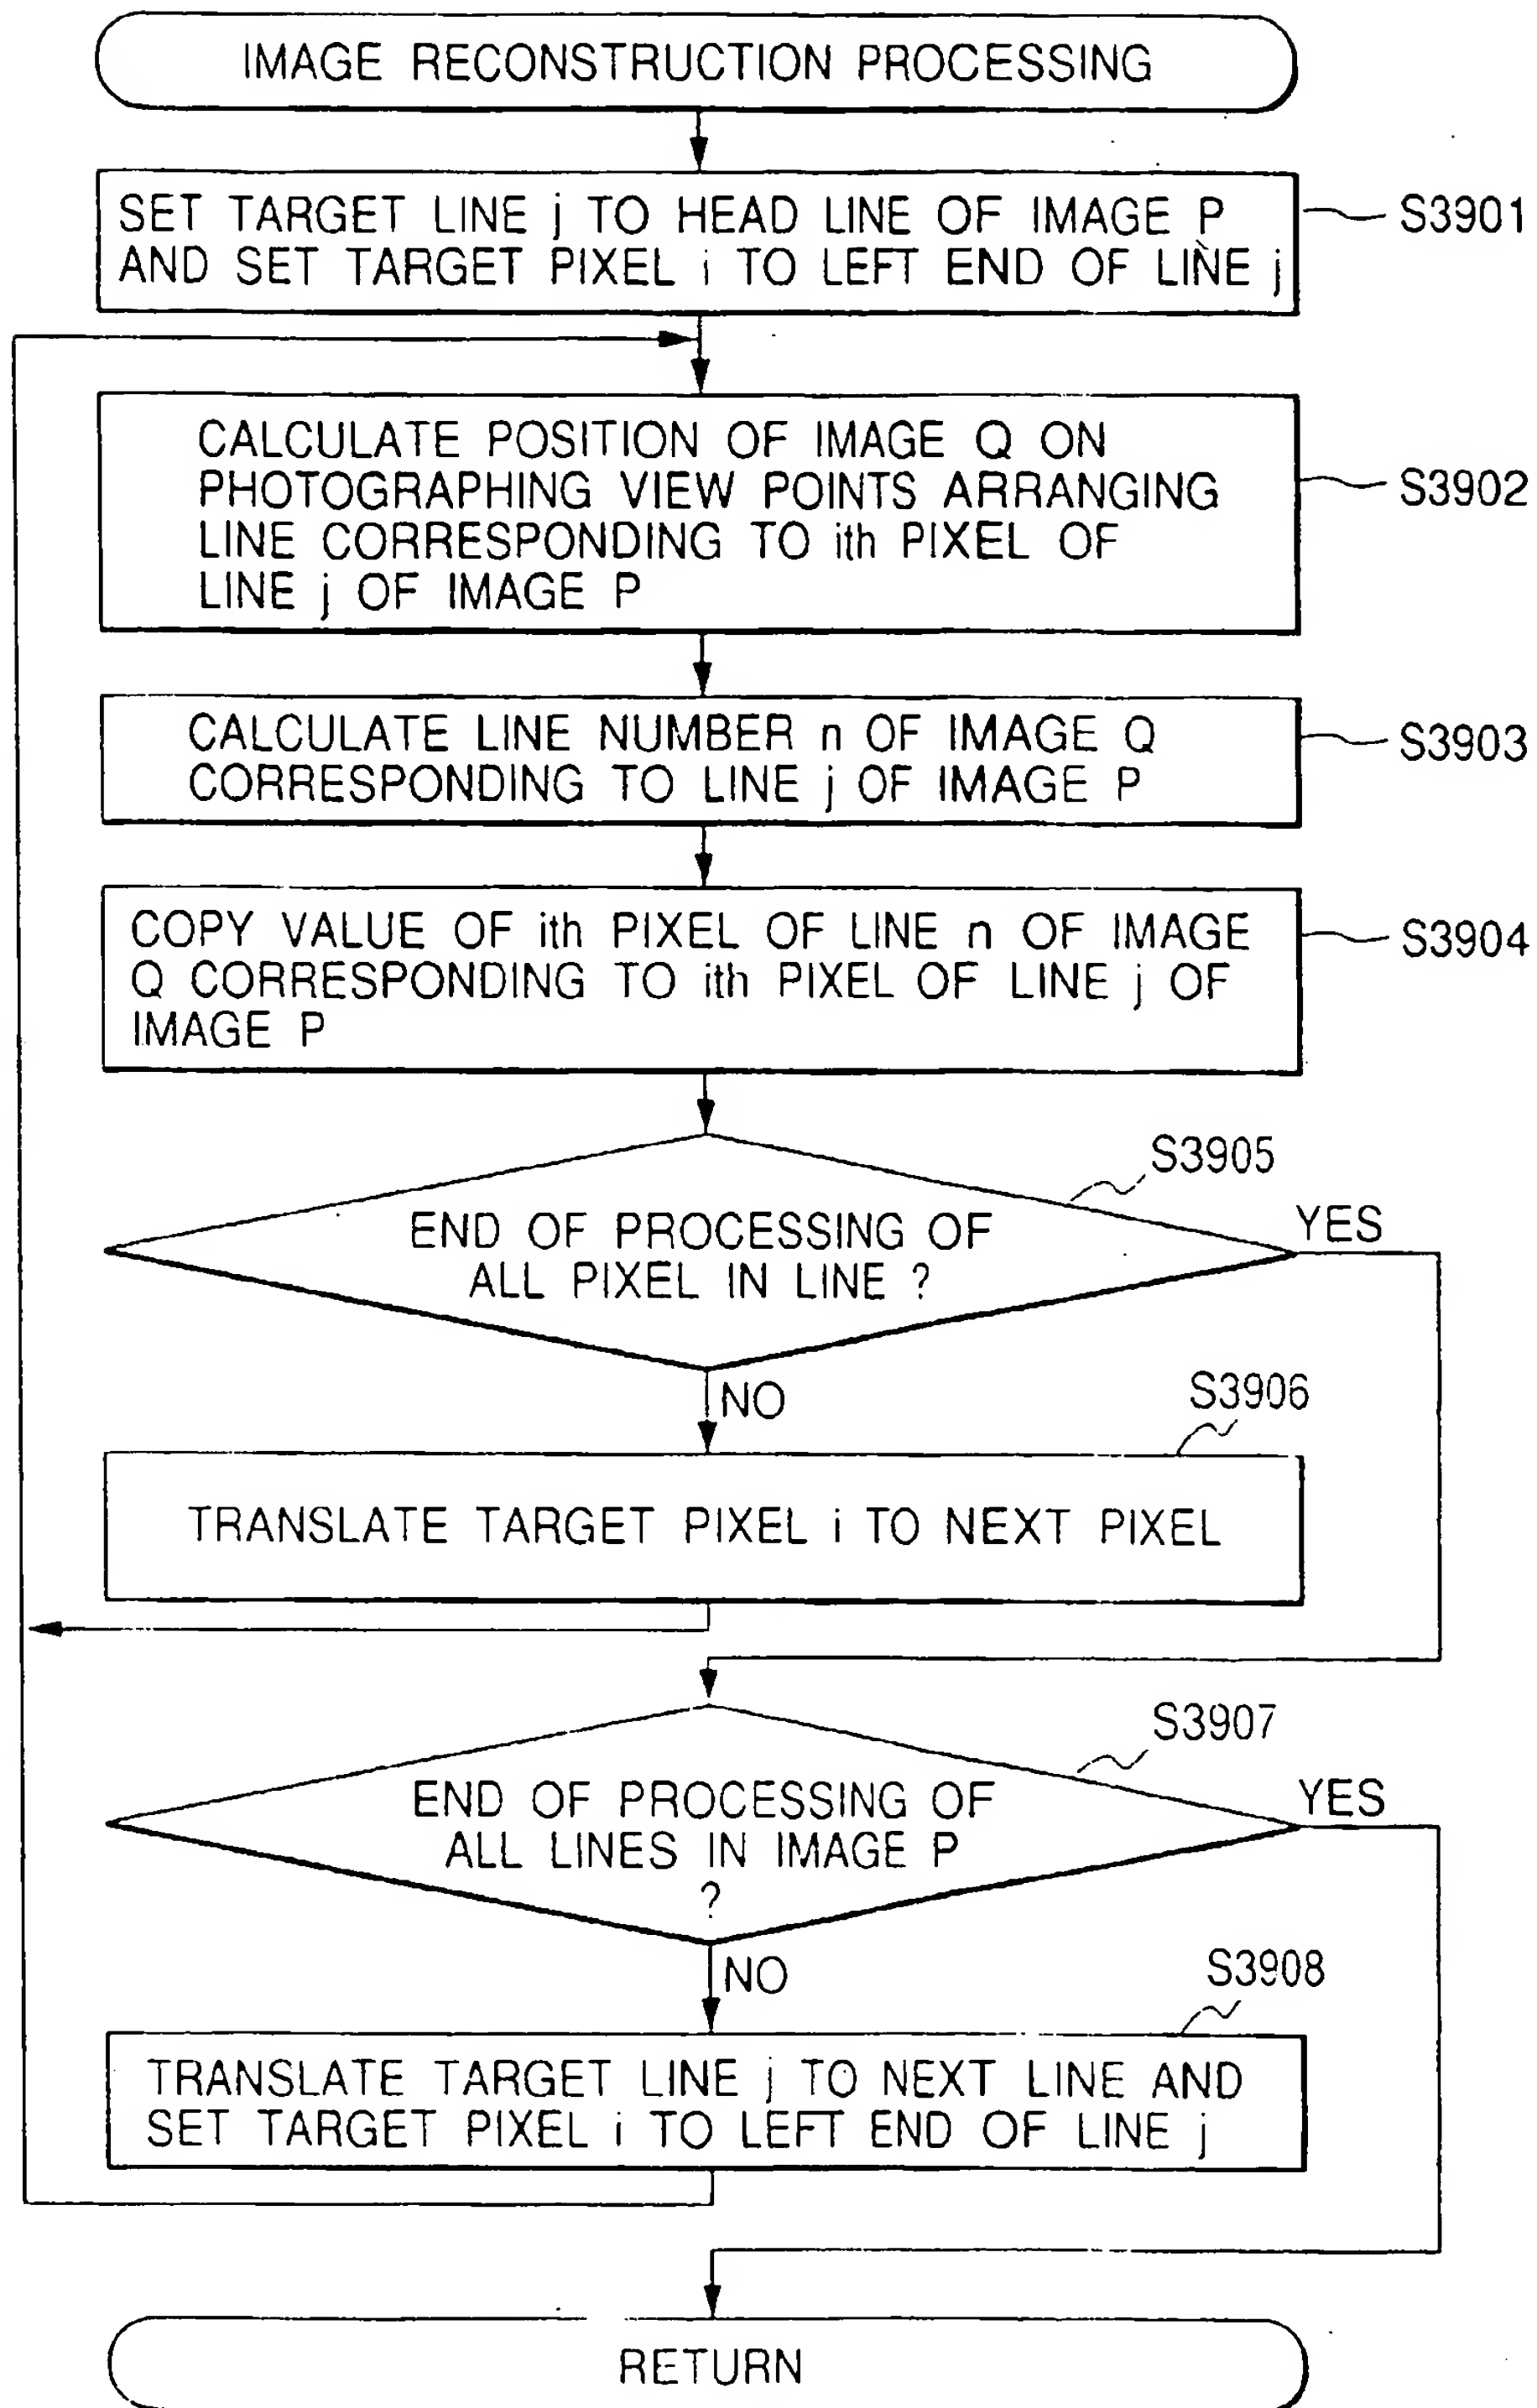 IMAGE RECONSTRUCTION PROCESSING
SET TARGET LINE j TO HEAD LINE OF IMAGE P
AND SET TARGET PIXEL i TO LEFT END OF LINE j
S3901
CALCULATE POSITION OF IMAGE Q ON
PHOTOGRAPHING VIEW POINTS ARRANGING
LINE CORRESPONDING TO ith PIXEL OF
LINE j OF IMAGE P
S3902
CALCULATE LINE NUMBER n OF IMAGE Q
CORRESPONDING TO LINE j OF IMAGE P
S3903
COPY VALUE OF ith PIXEL OF LINE n OF IMAGE
Q CORRESPONDING TO ith PIXEL OF LINE j OF
IMAGE P
S3904
S3905
END OF PROCESSING OF
ALL PIXEL IN LINE ?
YES
NO
S3906
TRANSLATE TARGET PIXEL i TO NEXT PIXEL
S3907
END OF PROCESSING OF
ALL LINES IN IMAGE P
?
YES
NO
S3908
TRANSLATE TARGET LINE j TO NEXT LINE AND
SET TARGET PIXEL i TO LEFT END OF LINE j
RETURN